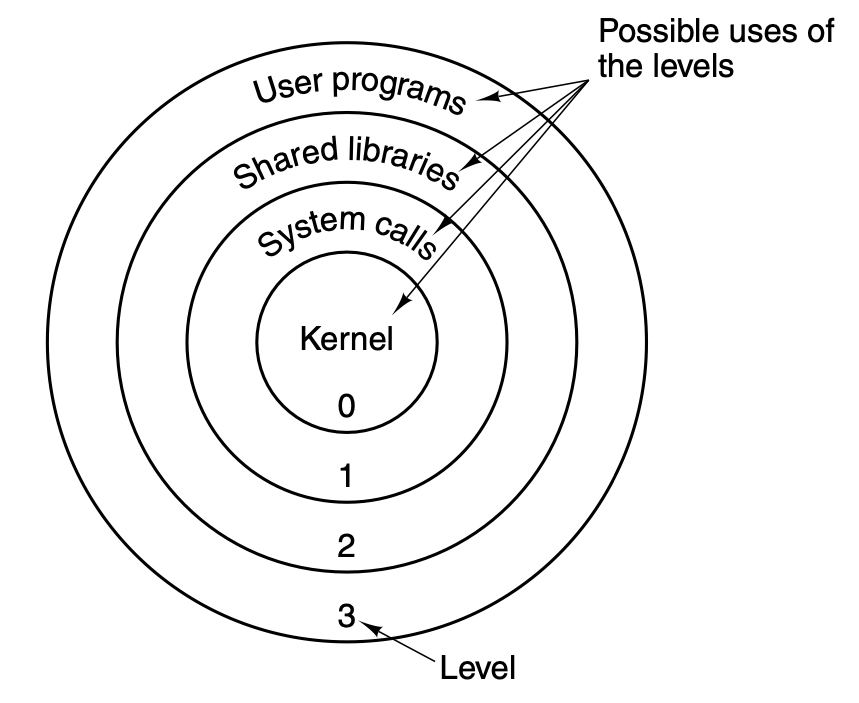 Possible uses of
the levels
User programs
Shared libraries
System calls
Kernel
0
1
2
3
Level